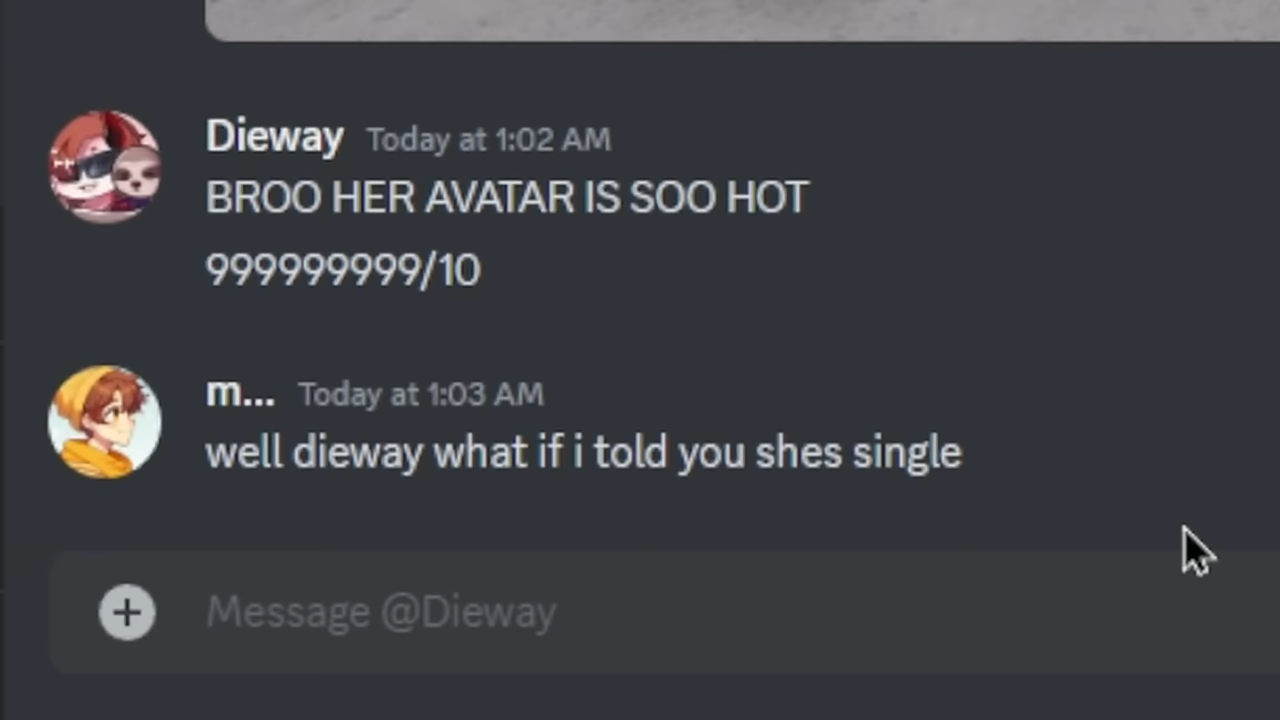 Dieway Today at 1:02 AM
BROO HER AVATAR IS SOO HOT
999999999/10
m... Today at 1:03 AM
well dieway what if i told you shes single
Message @Dieway